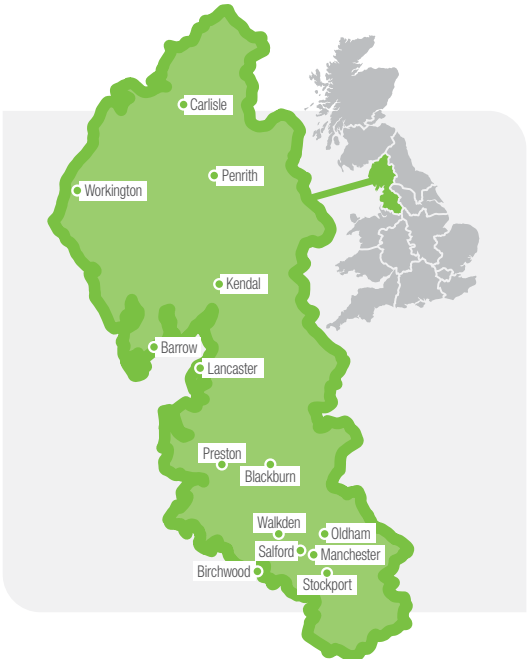 Carlisle
Penrith
Workington
Kendal
Barrow
Lancaster
Preston
Blackburn
Walkden
Oldham
Salford
Manchester
Birchwood
Stockport